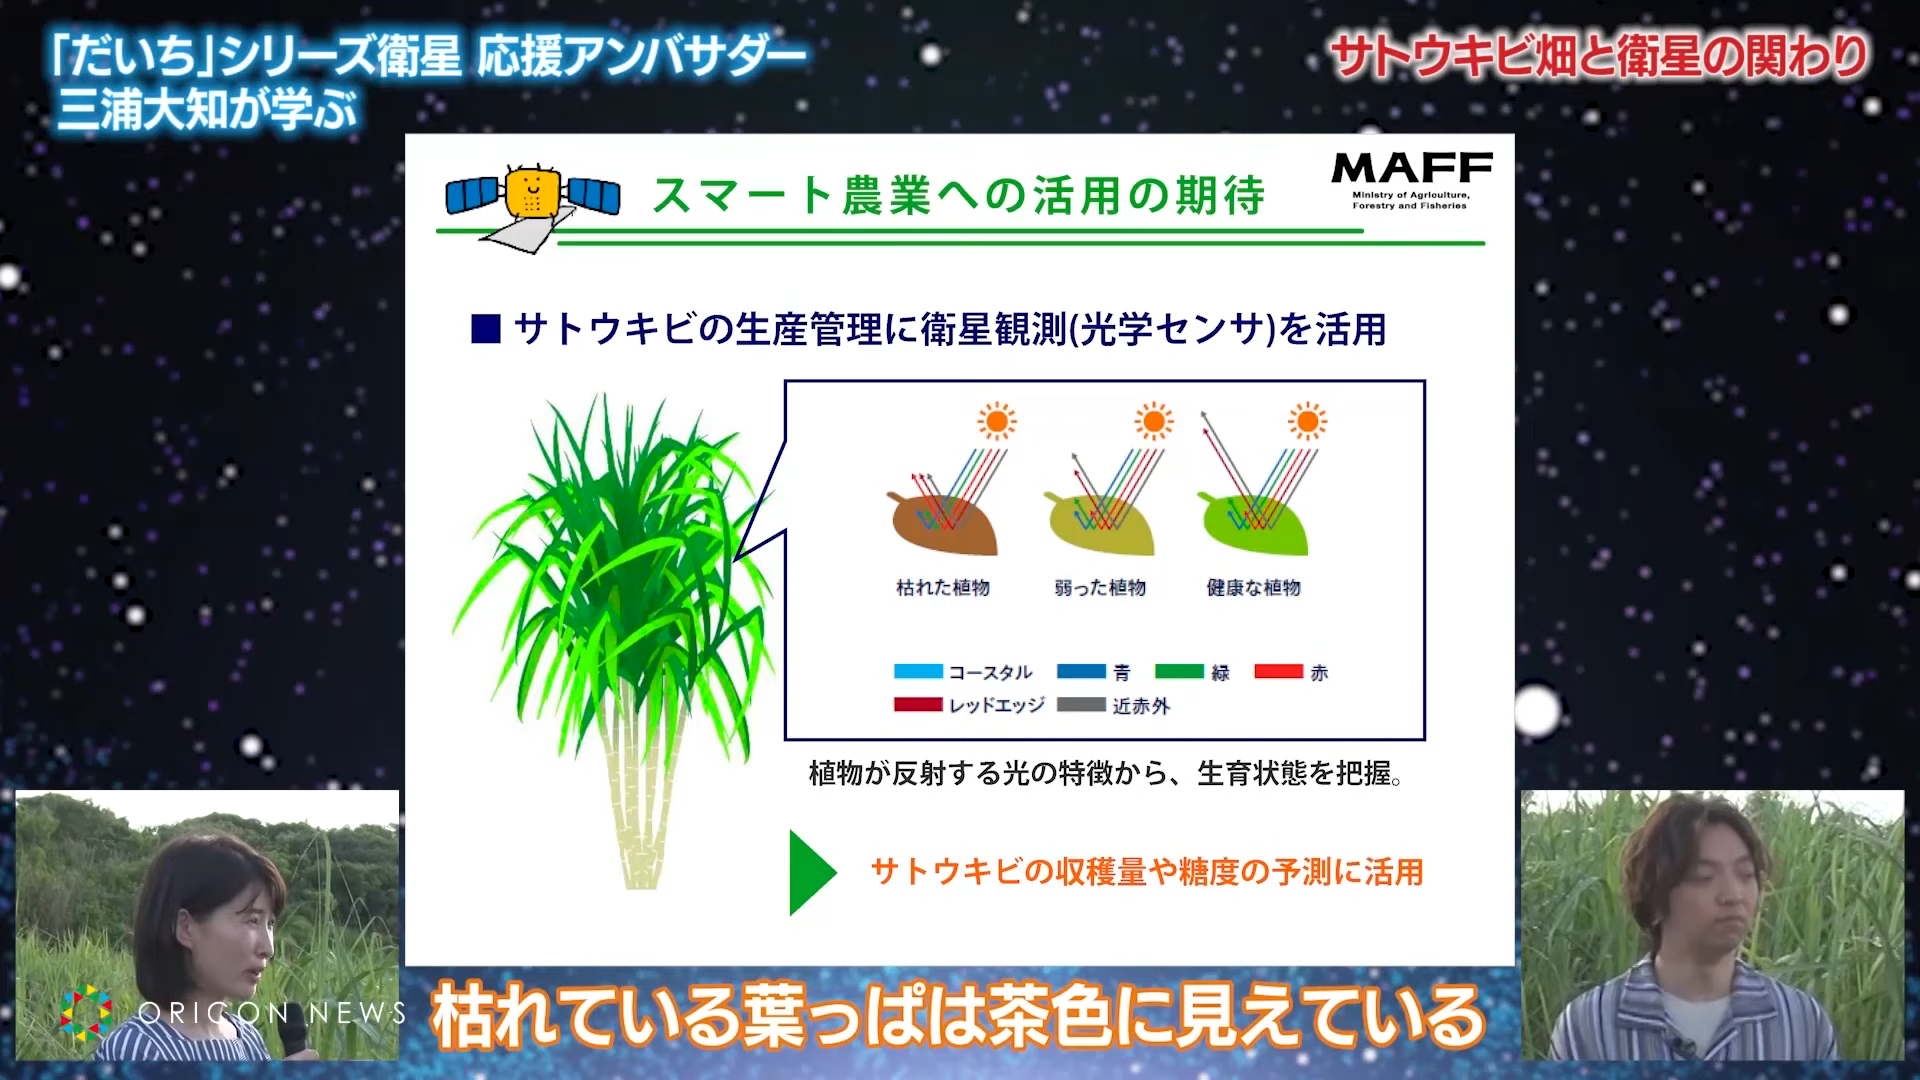 「だいち」シリーズ衛星 応援アンバサダー
三浦大知が学ぶ
サトウキビ畑と衛星の関わり
スマート農業への活用の期待
MAFF
Ministry of Agriculture,
Forestry and Fisheries
■ サトウキビの生産管理に衛星観測(光学センサ)を活用
枯れた植物 弱った植物 健康な植物
コースタル 青 緑 赤
レッドエッジ 近赤外
植物が反射する光の特徴から、生育状態を把握。
サトウキビの収穫量や糖度の予測に活用
ORICON NEWS
枯れている葉っぱは茶色に見えている